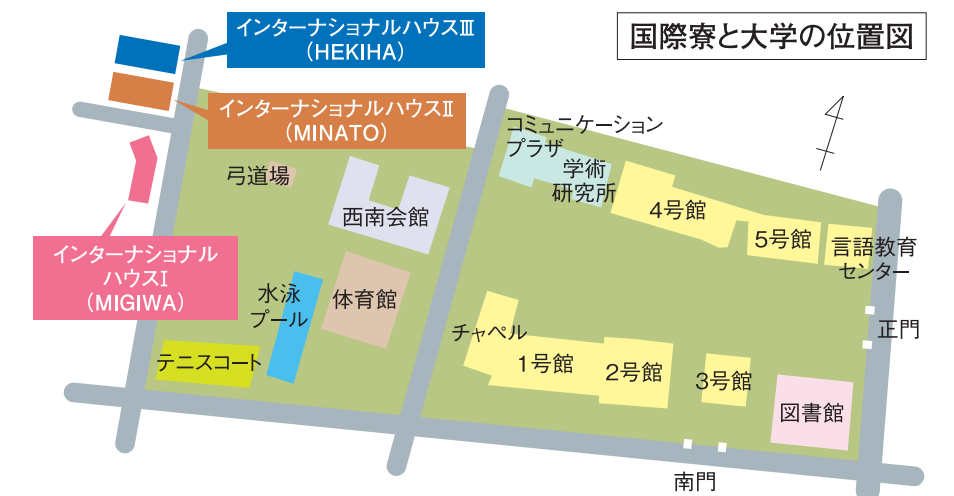 国際寮と大学の位置図
インターナショナルハウスⅢ
(HEKIHA)
インターナショナルハウスⅡ
(MINATO)
インターナショナル
ハウスⅠ
(MIGIWA)
弓道場
西南会館
水泳
プール
体育館
テニスコート
コミュニケーション
プラザ
学術
研究所
4号館
5号館
言語教育
センター
正門
チャペル
1号館
2号館
3号館
図書館
南門